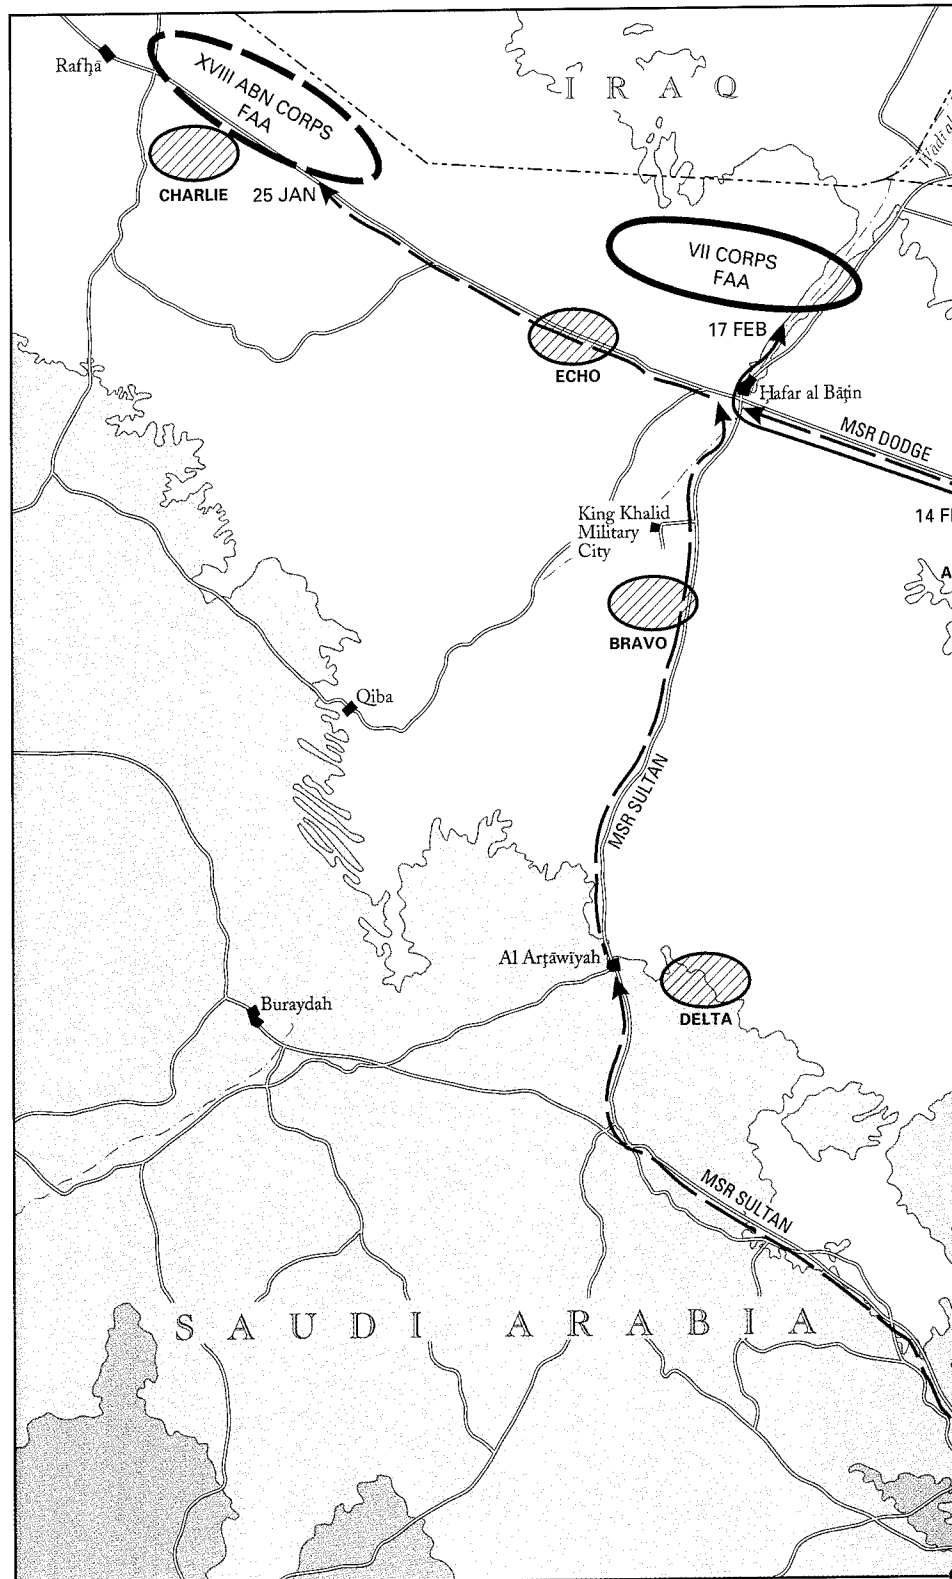 Rafḩā
XVIII ABN CORPS
FAA
I R A Q
CHARLIE
25 JAN
VII CORPS
FAA
17 FEB
ECHO
Ḩafar al Bāţin
MSR DODGE
14 F
King Khalid
Military
City
A
BRAVO
Qiba
MSR SULTAN
Al Arţāwīyah
DELTA
Buraydah
MSR SULTAN
S A U D I A R A B I A